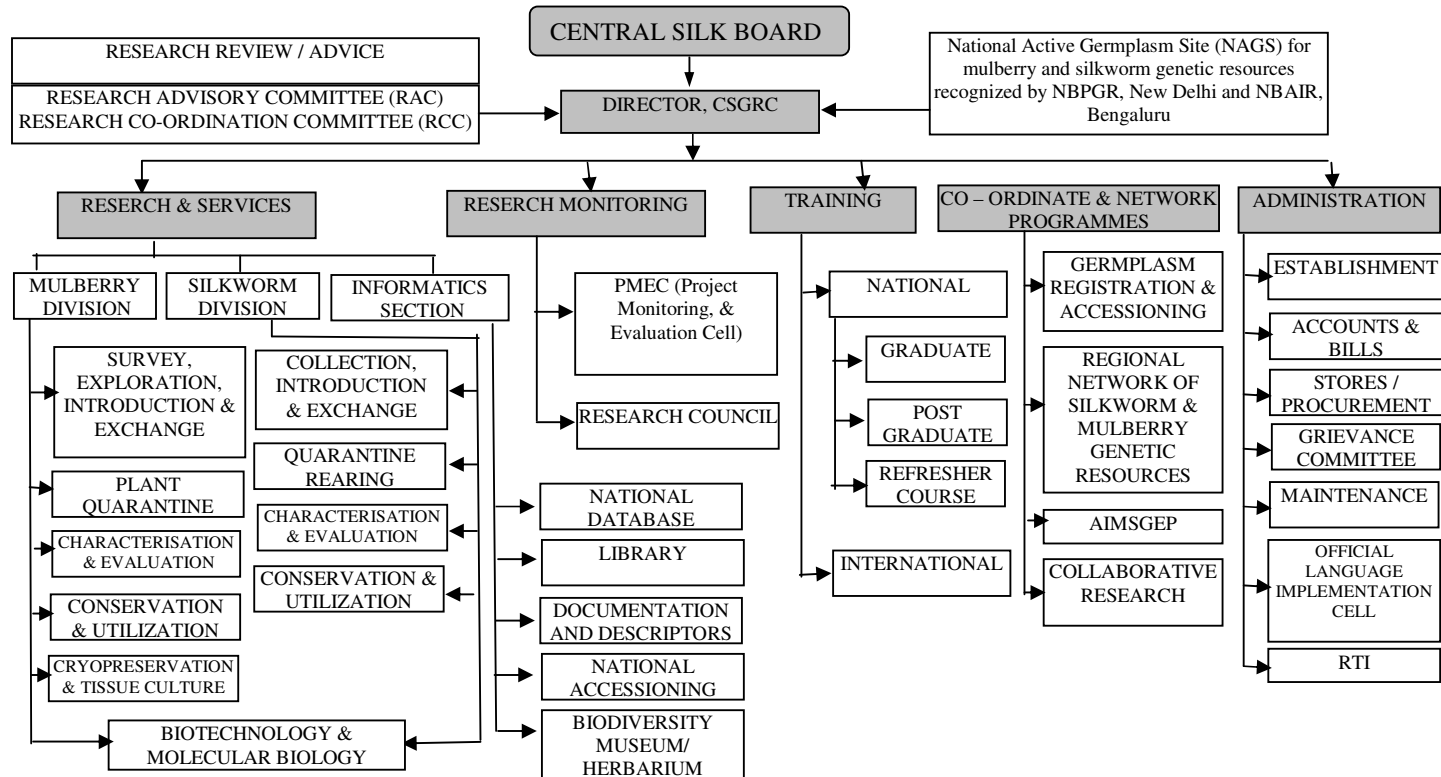 CENTRAL SILK BOARD
RESEARCH REVIEW / ADVICE
RESEARCH ADVISORY COMMITTEE (RAC)
RESEARCH CO-ORDINATION COMMITTEE (RCC)
DIRECTOR, CSGRC
National Active Germplasm Site (NAGS) for
mulberry and silkworm genetic resources
recognized by NBPGR, New Delhi and NBAIR,
Bengaluru
RESERCH & SERVICES
MULBERRY
DIVISION
SURVEY,
EXPLORATION,
INTRODUCTION &
EXCHANGE
PLANT
QUARANTINE
CHARACTERISATION
& EVALUATION
CONSERVATION
& UTILIZATION
CRYOPRESERVATION
& TISSUE CULTURE
BIOTECHNOLOGY &
MOLECULAR BIOLOGY
SILKWORM
DIVISION
COLLECTION,
INTRODUCTION
& EXCHANGE
QUARANTINE
REARING
CHARACTERISATION
& EVALUATION
CONSERVATION &
UTILIZATION
INFORMATICS
SECTION
NATIONAL
DATABASE
LIBRARY
DOCUMENTATION
AND DESCRIPTORS
NATIONAL
ACCESSIONING
BIODIVERSITY
MUSEUM/
HERBARIUM
RESERCH MONITORING
PMEC (Project
Monitoring, &
Evaluation Cell)
RESEARCH COUNCIL
TRAINING
NATIONAL
GRADUATE
POST
GRADUATE
REFRESHER
COURSE
INTERNATIONAL
CO – ORDINATE & NETWORK
PROGRAMMES
GERMPLASM
REGISTRATION &
ACCESSIONING
REGIONAL
NETWORK OF
SILKWORM &
MULBERRY
GENETIC
RESOURCES
AIMSGEP
COLLABORATIVE
RESEARCH
ADMINISTRATION
ESTABLISHMENT
ACCOUNTS &
BILLS
STORES /
PROCUREMENT
GRIEVANCE
COMMITTEE
MAINTENANCE
OFFICIAL
LANGUAGE
IMPLEMENTATION
CELL
RTI